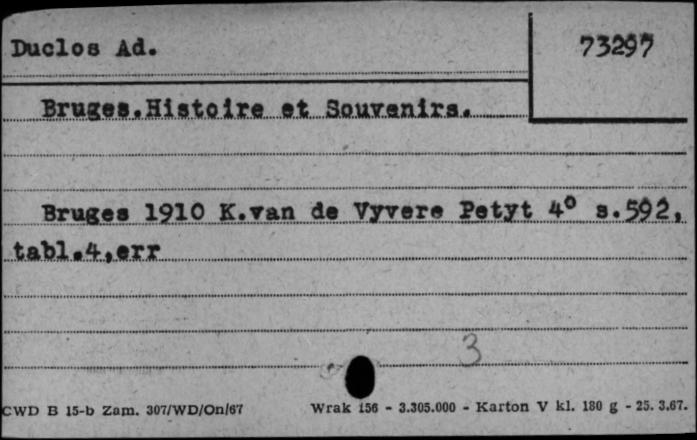 Duclos Ad.
73297
Bruges.Histoire et Souvenirs.
Bruges 1910 K.van de Vyvere Petyt 4° s.592,
tabl.4,err
3
CWD B 15-b Zam. 307/WD/On/67
Wrak 156 - 3.305.000 - Karton V kl. 180 g - 25. 3.67.